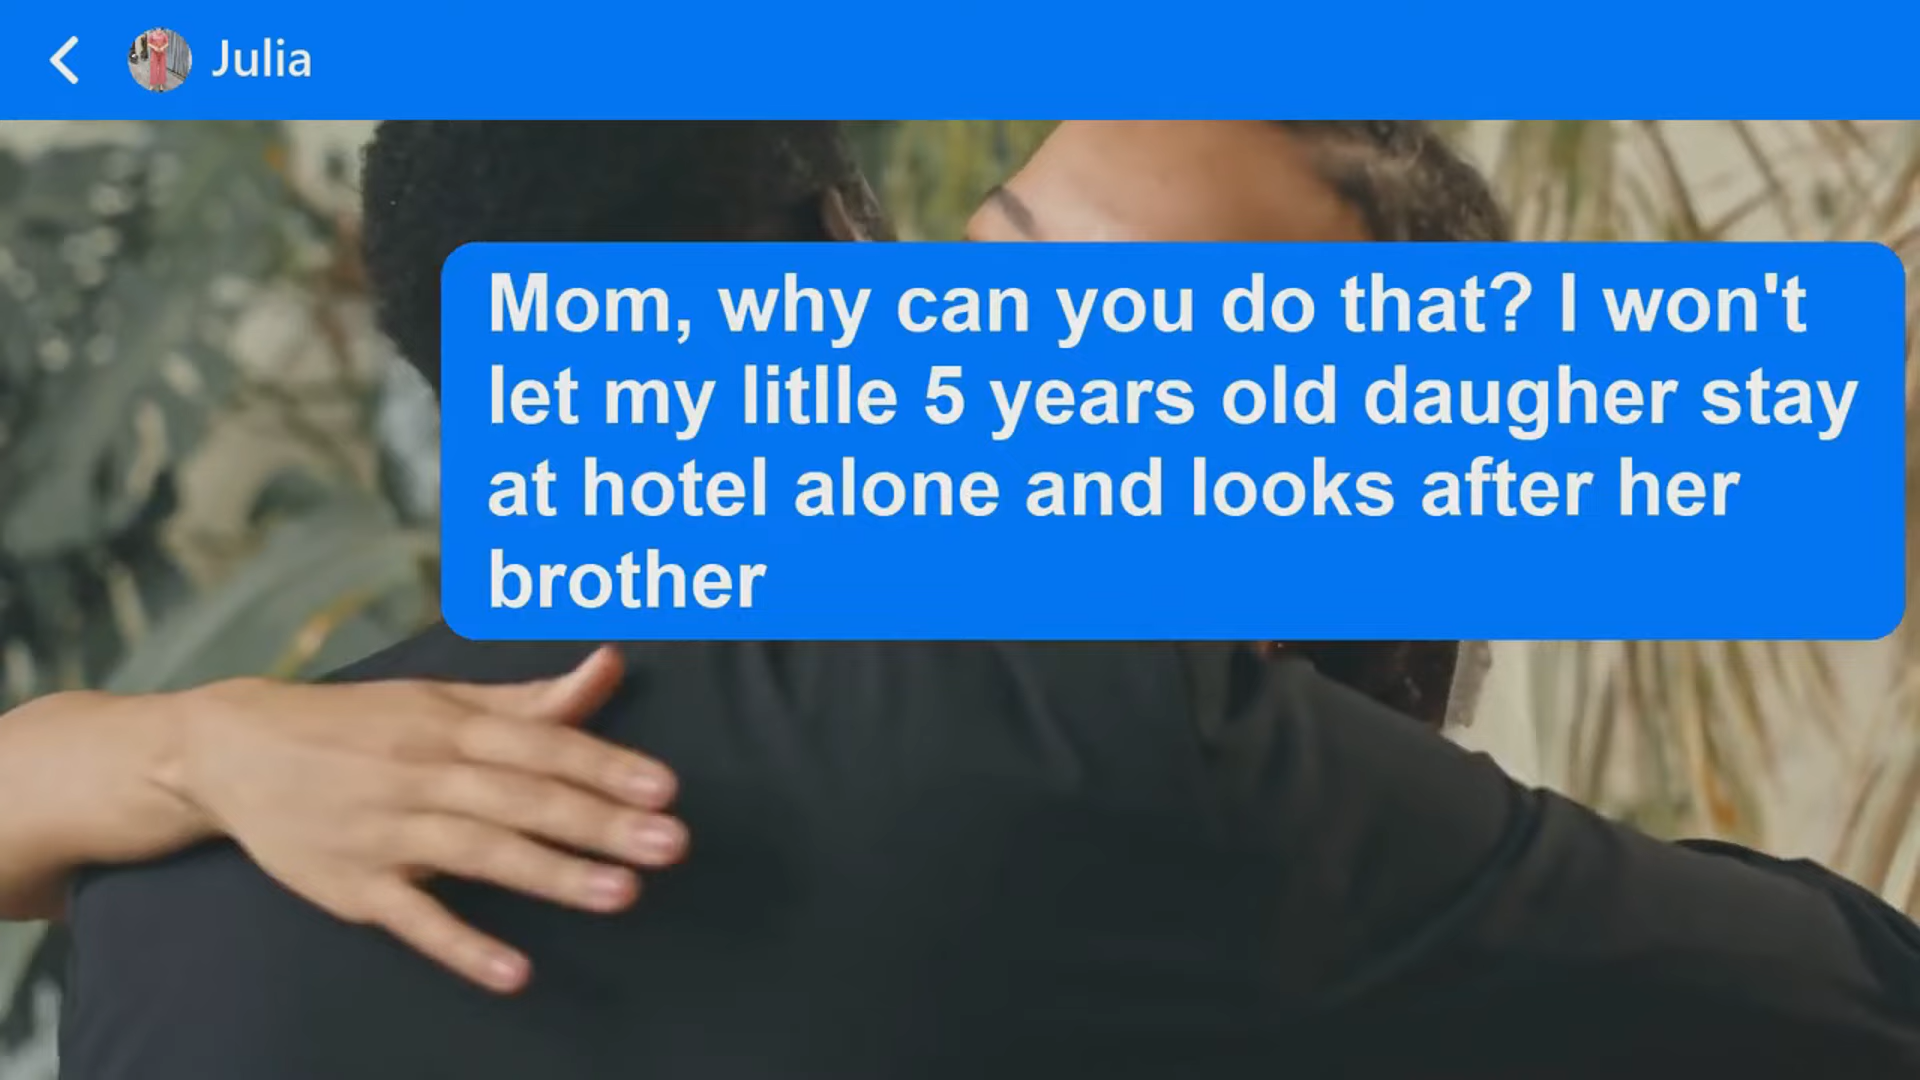 Julia
Mom, why can you do that? I won't
let my litlle 5 years old daugher stay
at hotel alone and looks after her
brother